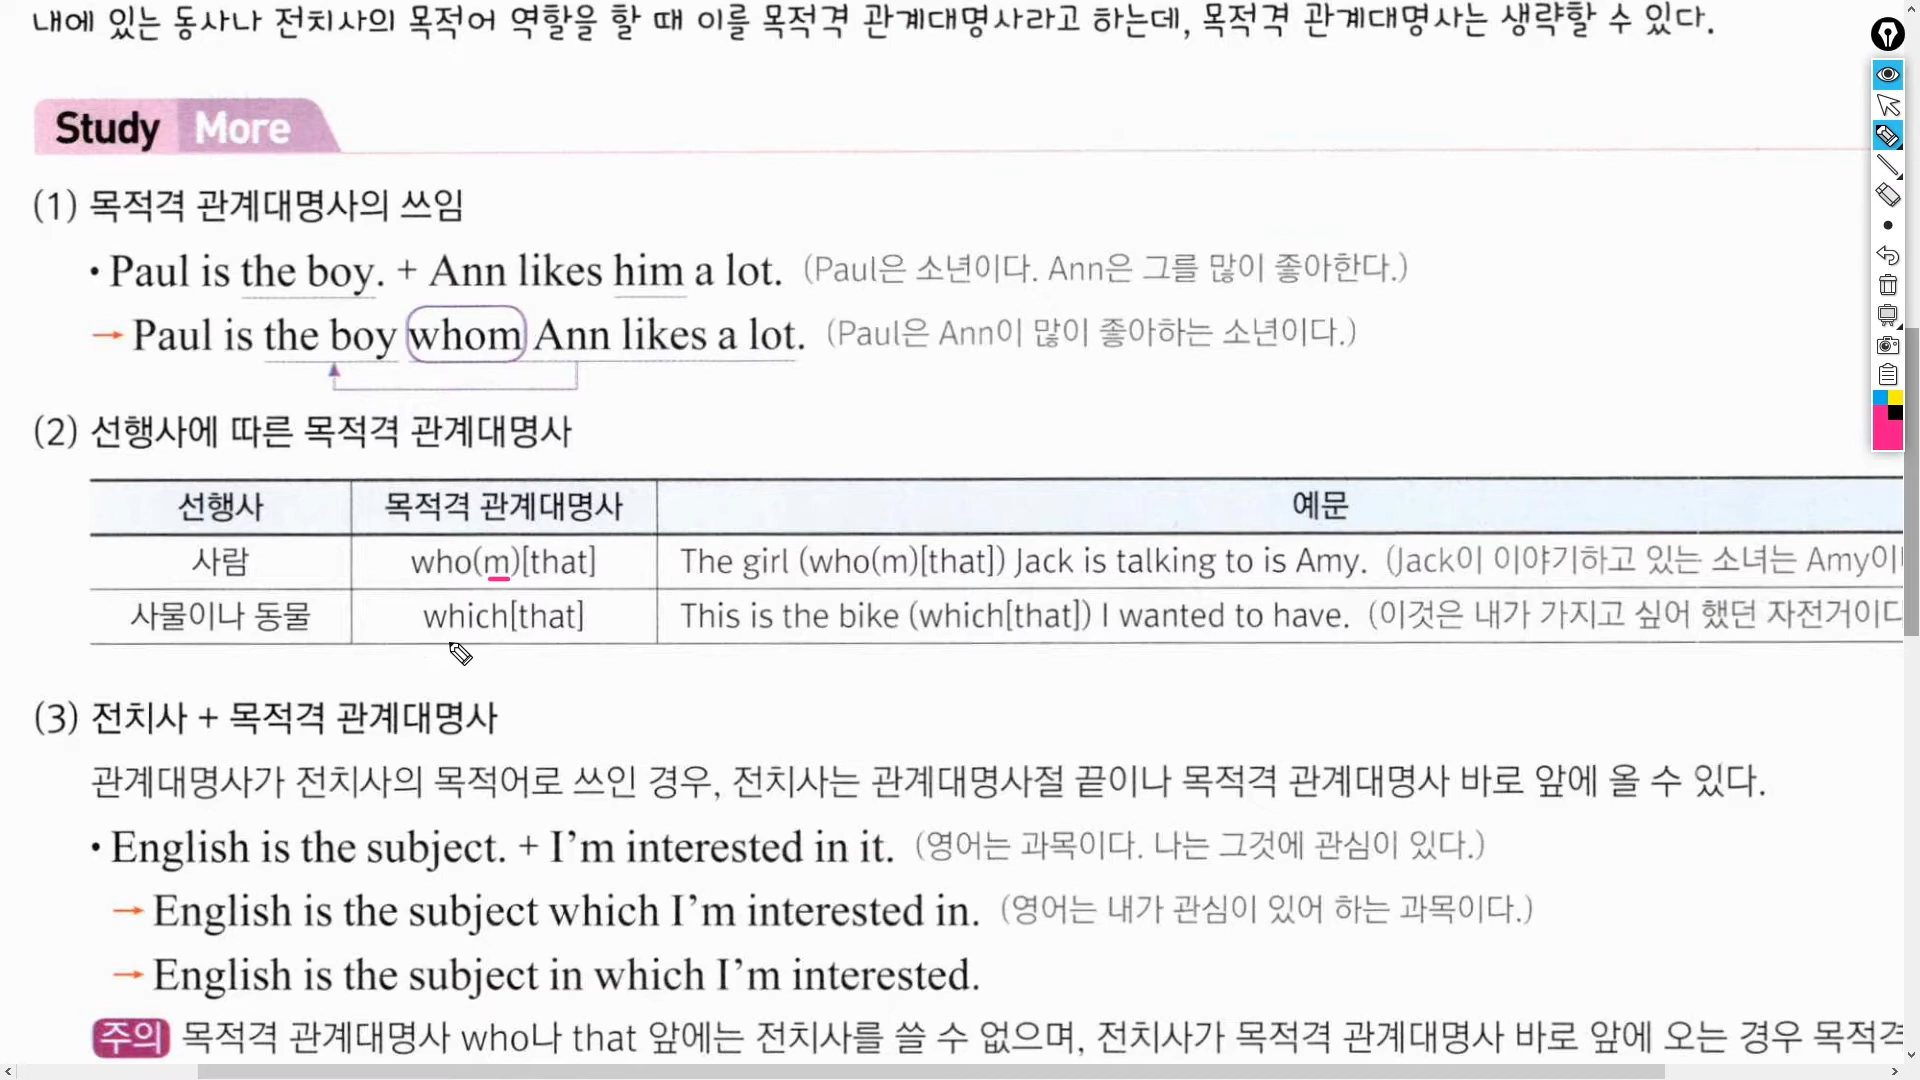 내에 있는 동사나 전치사의 목적어 역할을 할 때 이를 목적격 관계대명사라고 하는데, 목적격 관계대명사는 생략할 수 있다.
Study More
(1) 목적격 관계대명사의 쓰임
• Paul is the boy. + Ann likes him a lot. (Paul은 소년이다. Ann은 그를 많이 좋아한다.)
→ Paul is the boy whom Ann likes a lot. (Paul은 Ann이 많이 좋아하는 소년이다.)
(2) 선행사에 따른 목적격 관계대명사
선행사 목적격 관계대명사 예문
사람 who(m)[that] The girl (who(m)[that]) Jack is talking to is Amy. (Jack이 이야기하고 있는 소녀는 Amy이
사물이나 동물 which[that] This is the bike (which[that]) I wanted to have. (이것은 내가 가지고 싶어 했던 자전거이다
(3) 전치사 + 목적격 관계대명사
관계대명사가 전치사의 목적어로 쓰인 경우, 전치사는 관계대명사절 끝이나 목적격 관계대명사 바로 앞에 올 수 있다.
• English is the subject. + I'm interested in it. (영어는 과목이다. 나는 그것에 관심이 있다.)
→ English is the subject which I'm interested in. (영어는 내가 관심이 있어 하는 과목이다.)
→ English is the subject in which I'm interested.
주의 목적격 관계대명사 who나 that 앞에는 전치사를 쓸 수 없으며, 전치사가 목적격 관계대명사 바로 앞에 오는 경우 목적격